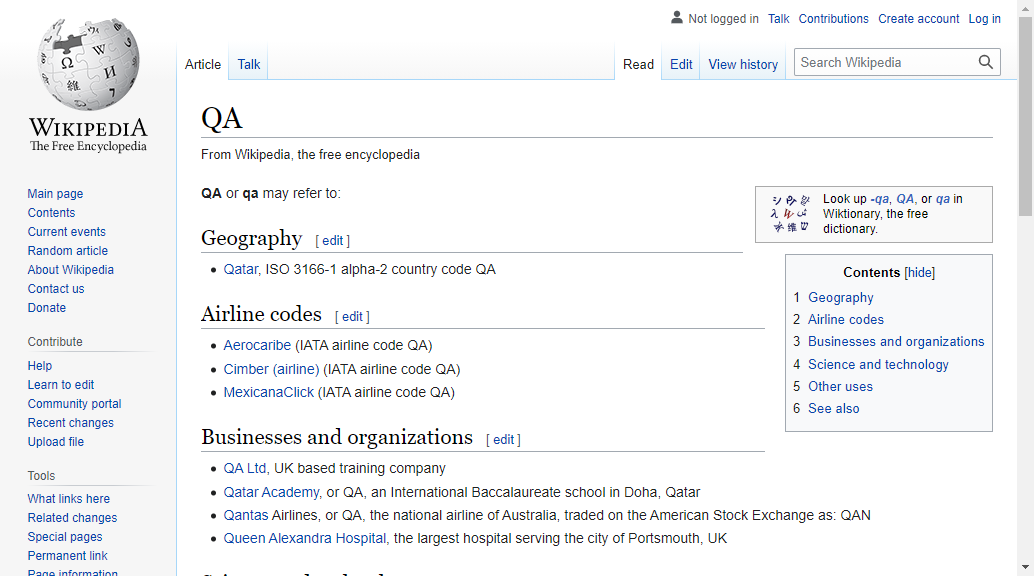 Not logged in Talk Contributions Create account Log in
Article Talk Read Edit View history Search Wikipedia
WIKIPEDIA
The Free Encyclopedia
Main page
Contents
Current events
Random article
About Wikipedia
Contact us
Donate
Contribute
Help
Learn to edit
Community portal
Recent changes
Upload file
Tools
What links here
Related changes
Special pages
Permanent link
Page information
QA
From Wikipedia, the free encyclopedia
QA or qa may refer to:
Look up -qa, QA, or qa in
Wiktionary, the free
dictionary.
Contents [hide]
1 Geography
2 Airline codes
3 Businesses and organizations
4 Science and technology
5 Other uses
6 See also
Geography [ edit ]
• Qatar, ISO 3166-1 alpha-2 country code QA
Airline codes [ edit ]
• Aerocaribe (IATA airline code QA)
• Cimber (airline) (IATA airline code QA)
• MexicanaClick (IATA airline code QA)
Businesses and organizations [ edit ]
• QA Ltd, UK based training company
• Qatar Academy, or QA, an International Baccalaureate school in Doha, Qatar
• Qantas Airlines, or QA, the national airline of Australia, traded on the American Stock Exchange as: QAN
• Queen Alexandra Hospital, the largest hospital serving the city of Portsmouth, UK